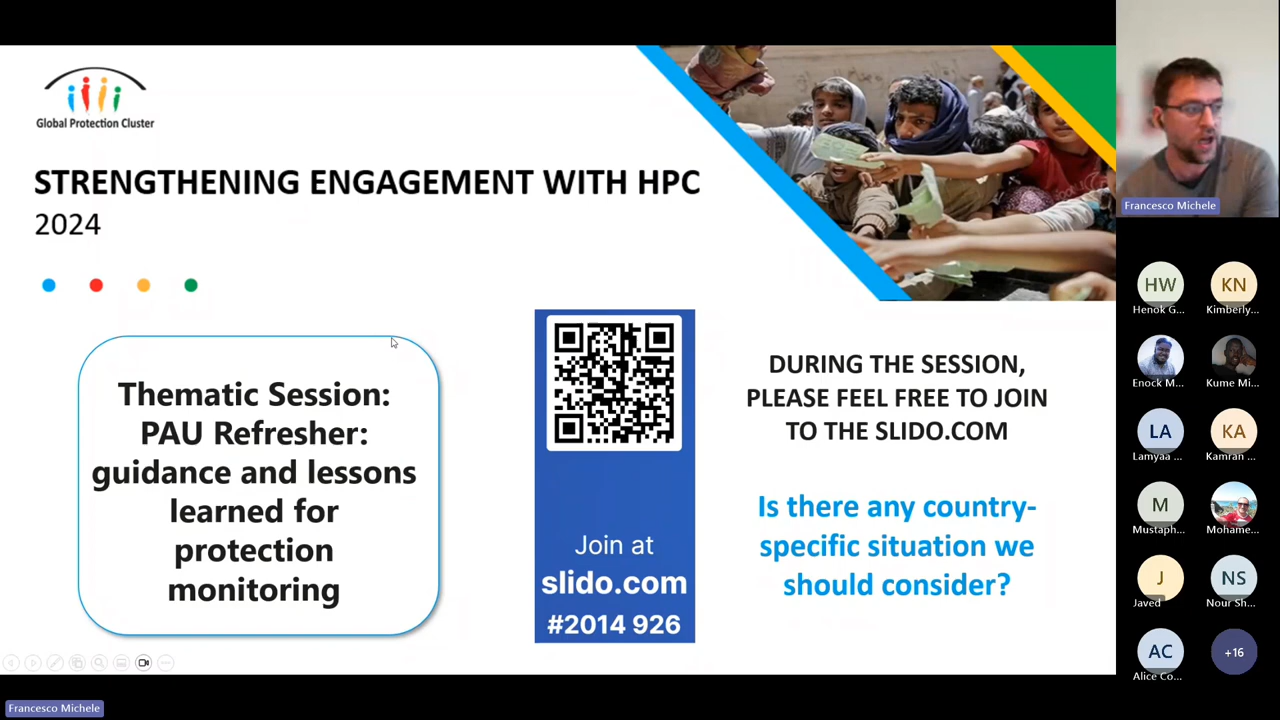 Global Protection Cluster
STRENGTHENING ENGAGEMENT WITH HPC
2024
Thematic Session:
PAU Refresher:
guidance and lessons
learned for
protection
monitoring
Join at
slido.com
#2014 926
DURING THE SESSION,
PLEASE FEEL FREE TO JOIN
TO THE SLIDO.COM
Is there any country-
specific situation we
should consider?
Francesco Michele
HW
Henok G...
KN
Kimberly...
Enock M...
Kume Mi...
LA
Lamyaa ...
KA
Kamran ...
M
Mustaph...
Mohame...
J
Javed
NS
Nour Sh...
AC
Alice Co...
+16
Francesco Michele